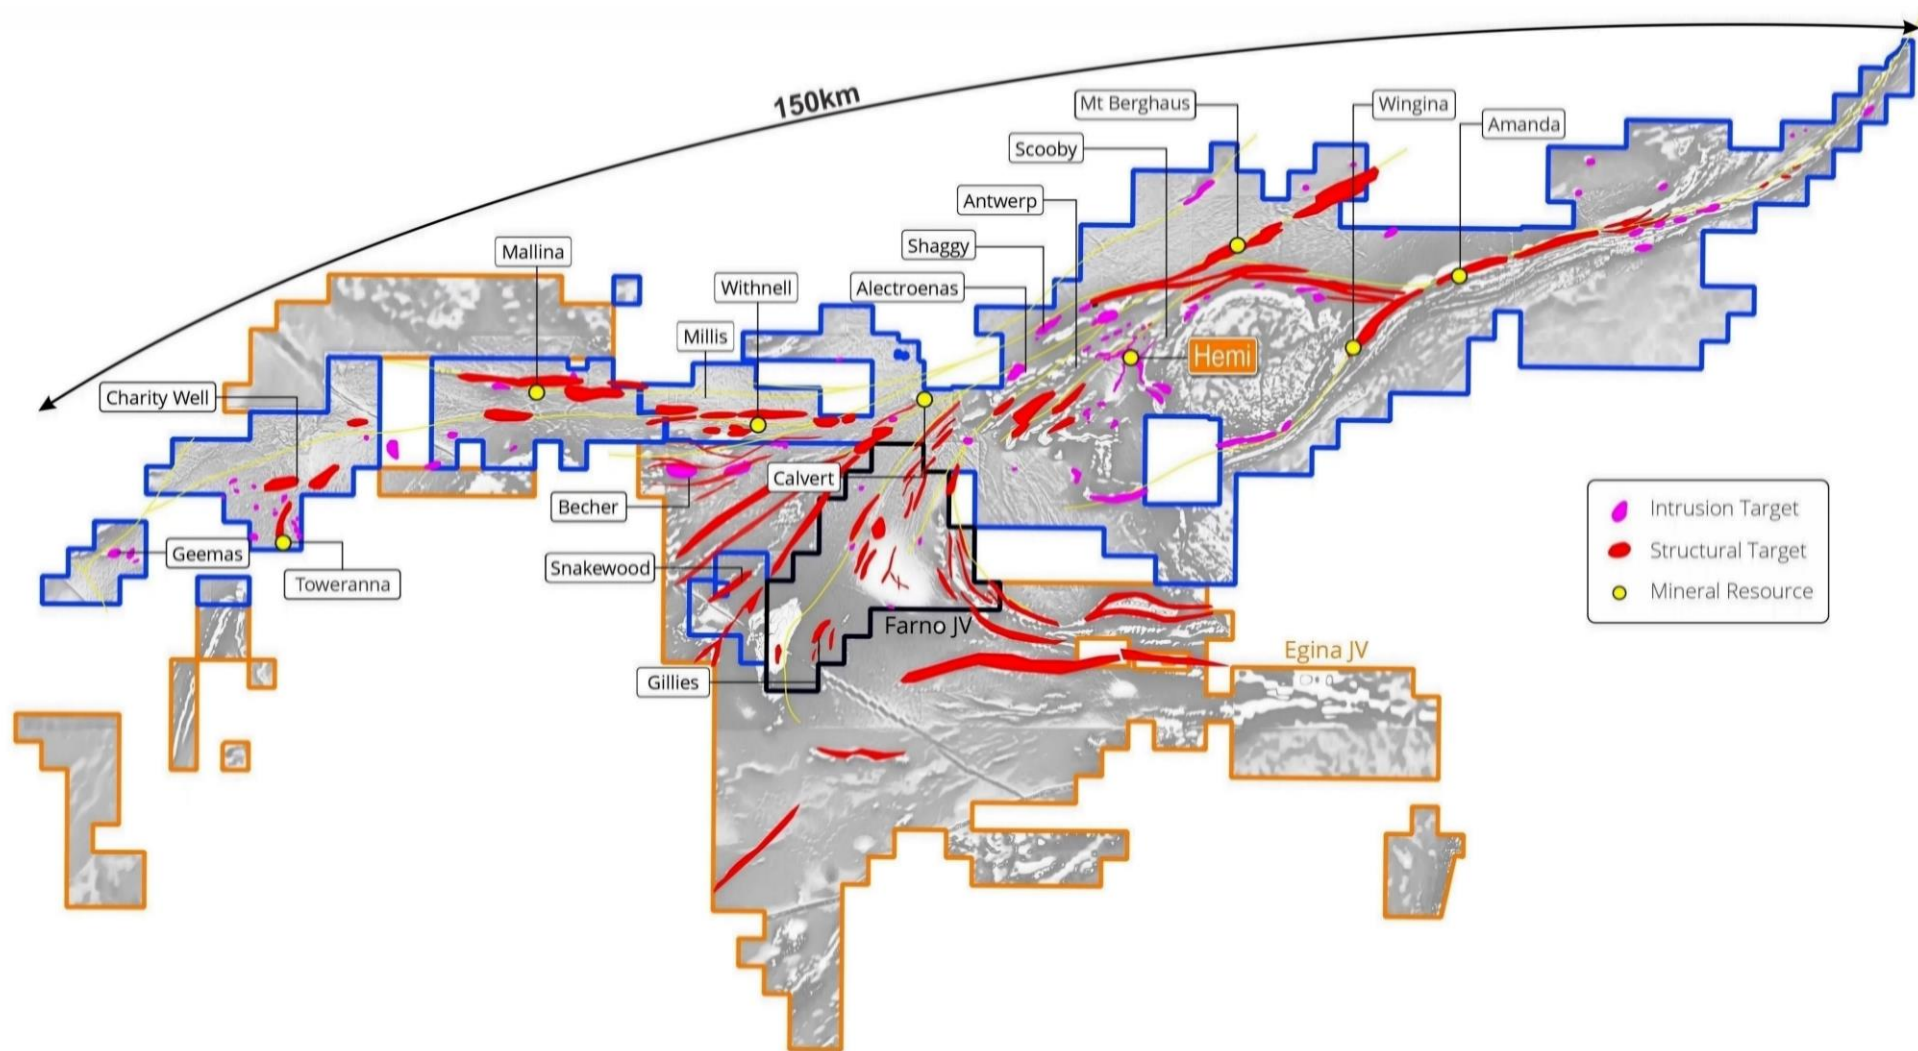 150km
Mt Berghaus
Wingina
Amanda
Scooby
Antwerp
Shaggy
Mallina
Withnell
Alectroenas
Millis
Hemi
Charity Well
Calvert
Becher
Geemas
Toweranna
Snakewood
Farno JV
Egina JV
Gillies
Intrusion Target
Structural Target
Mineral Resource